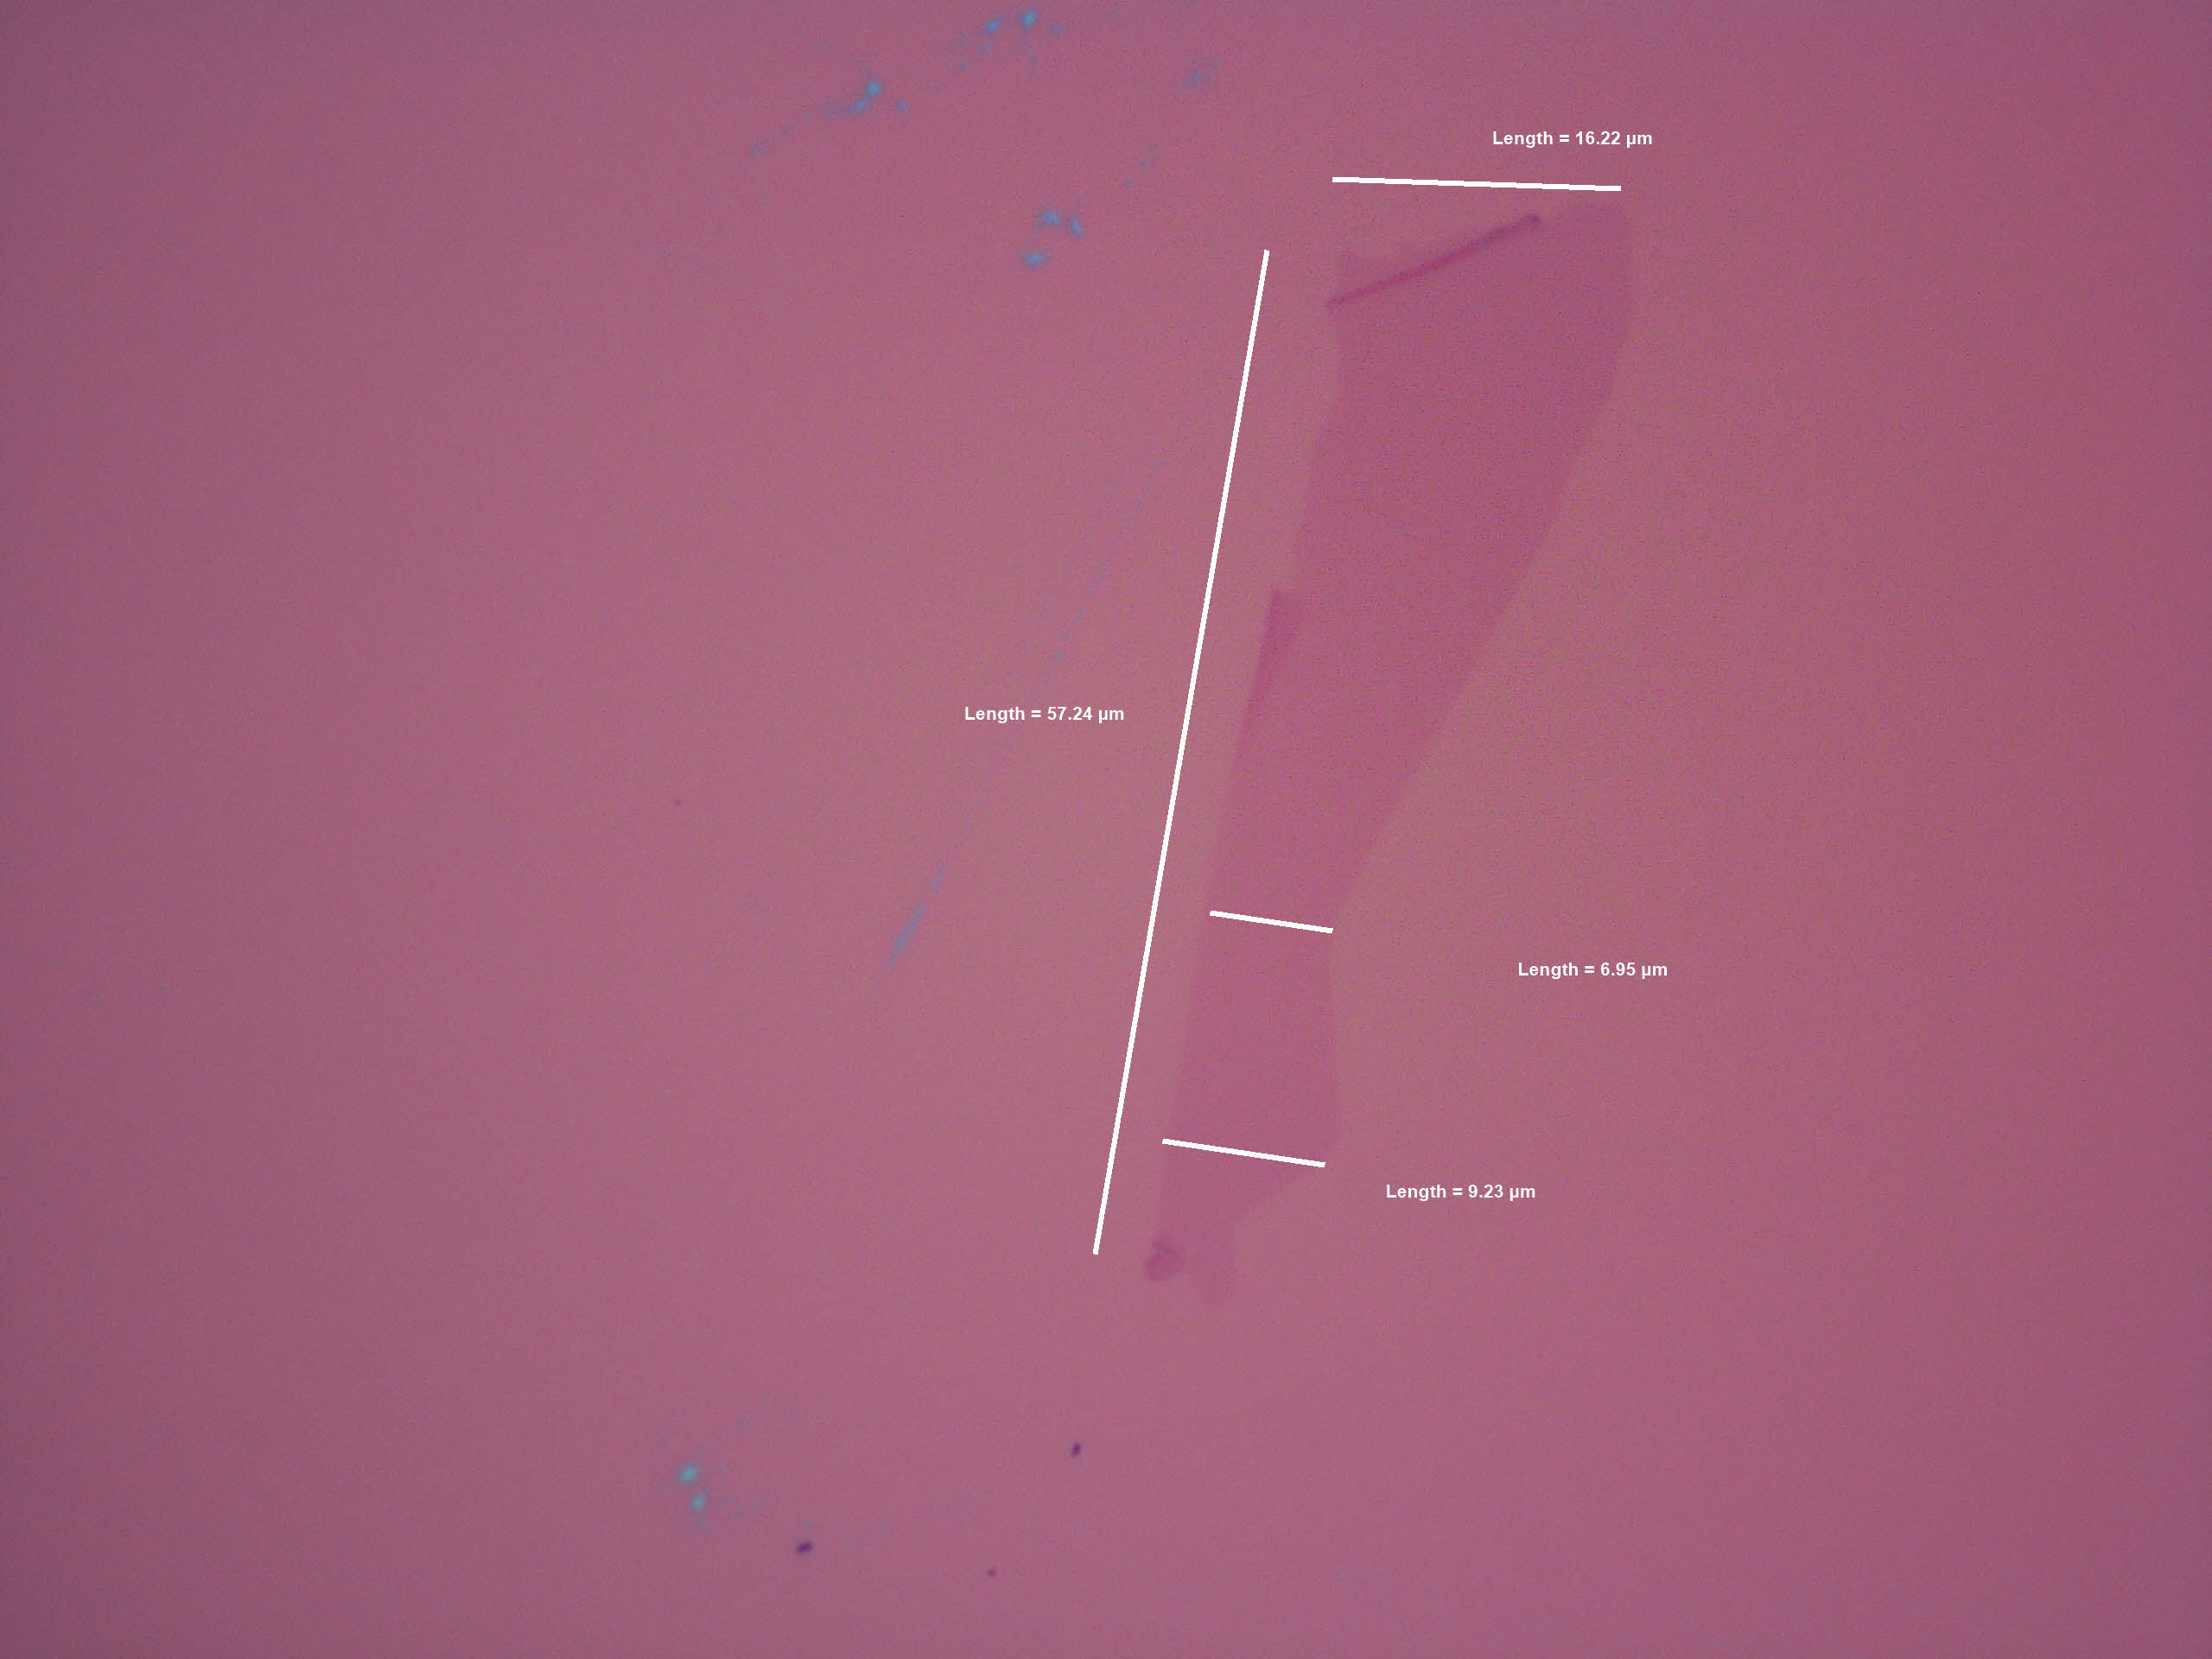 Length = 16.22 µm
Length = 57.24 µm
Length = 6.95 µm
Length = 9.23 µm